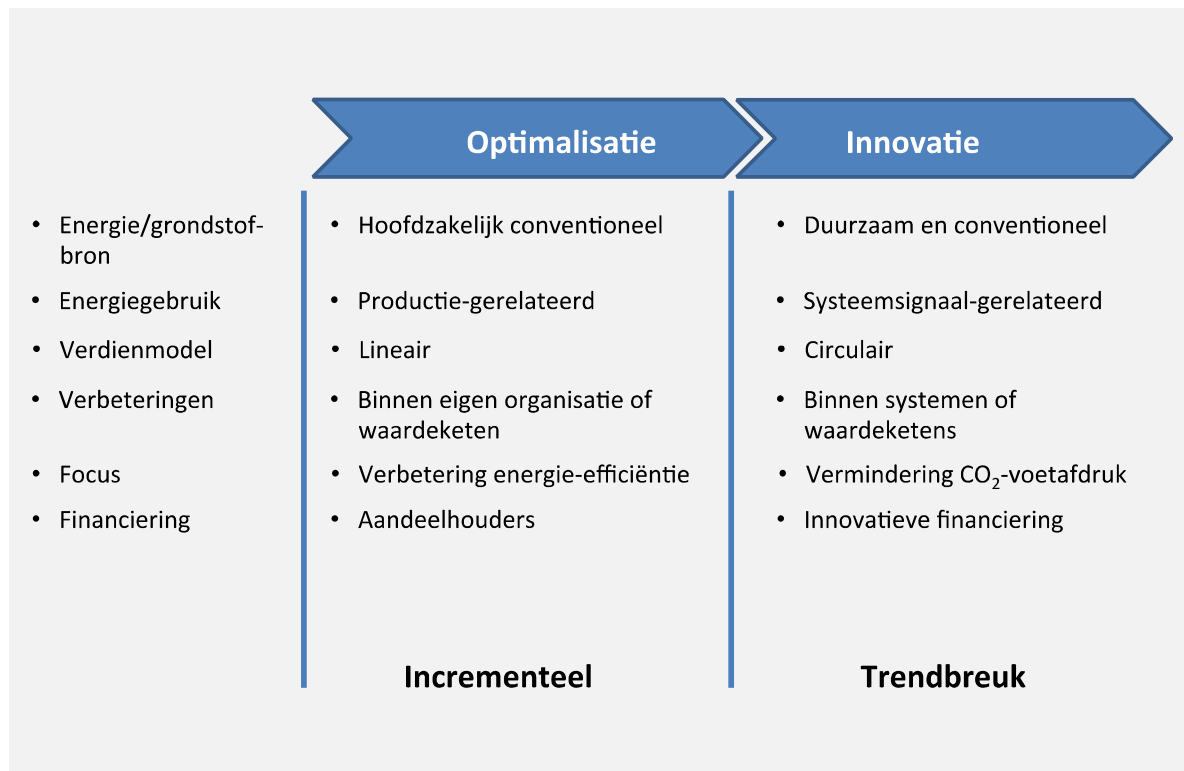 Optimalisatie
Innovatie
• Energie/grondstof-
bron
• Hoofdzakelijk conventioneel
• Duurzaam en conventioneel
• Energiegebruik
• Productie-gerelateerd
• Systeemsignaal-gerelateerd
• Verdienmodel
• Lineair
• Circulair
• Verbeteringen
• Binnen eigen organisatie of
waardeketen
• Binnen systemen of
waardeketens
• Focus
• Verbetering energie-efficiëntie
• Vermindering CO₂-voetafdruk
• Financiering
• Aandeelhouders
• Innovatieve financiering
Incrementeel
Trendbreuk